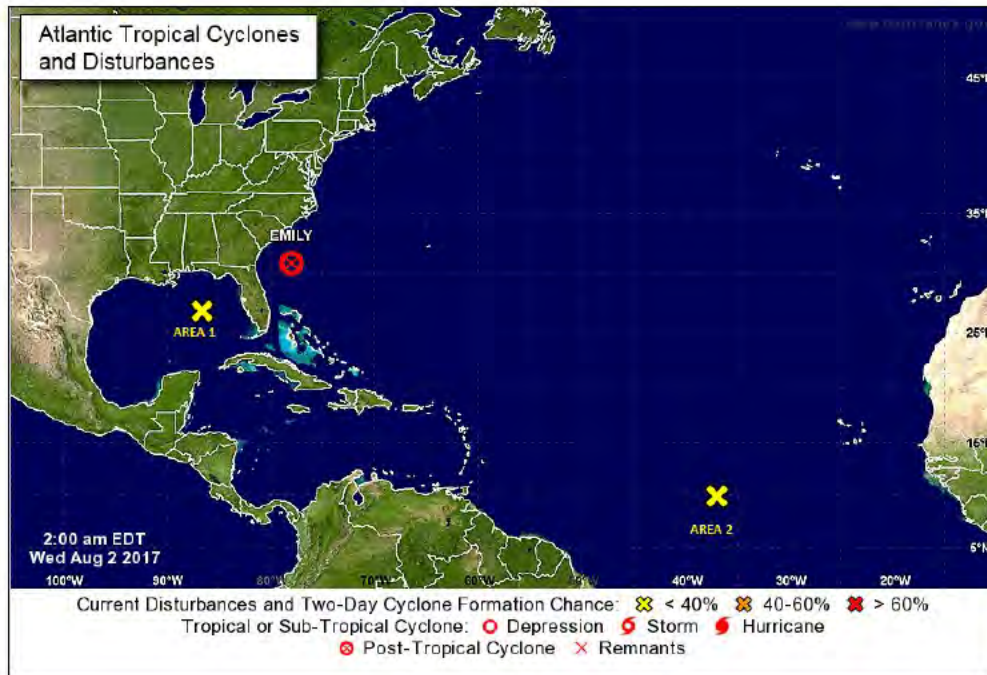 Atlantic Tropical Cyclones
and Disturbances
45°N
35°
EMILY
AREA 1
25°N
15°N
AREA 2
5°N
2:00 am EDT
Wed Aug 2 2017
100°W 90°W 80°W 70°W 60°W 50°W 40°W 30°W 20°W
Current Disturbances and Two-Day Cyclone Formation Chance: < 40% 40-60% > 60%
Tropical or Sub-Tropical Cyclone: Depression Storm Hurricane
Post-Tropical Cyclone Remnants